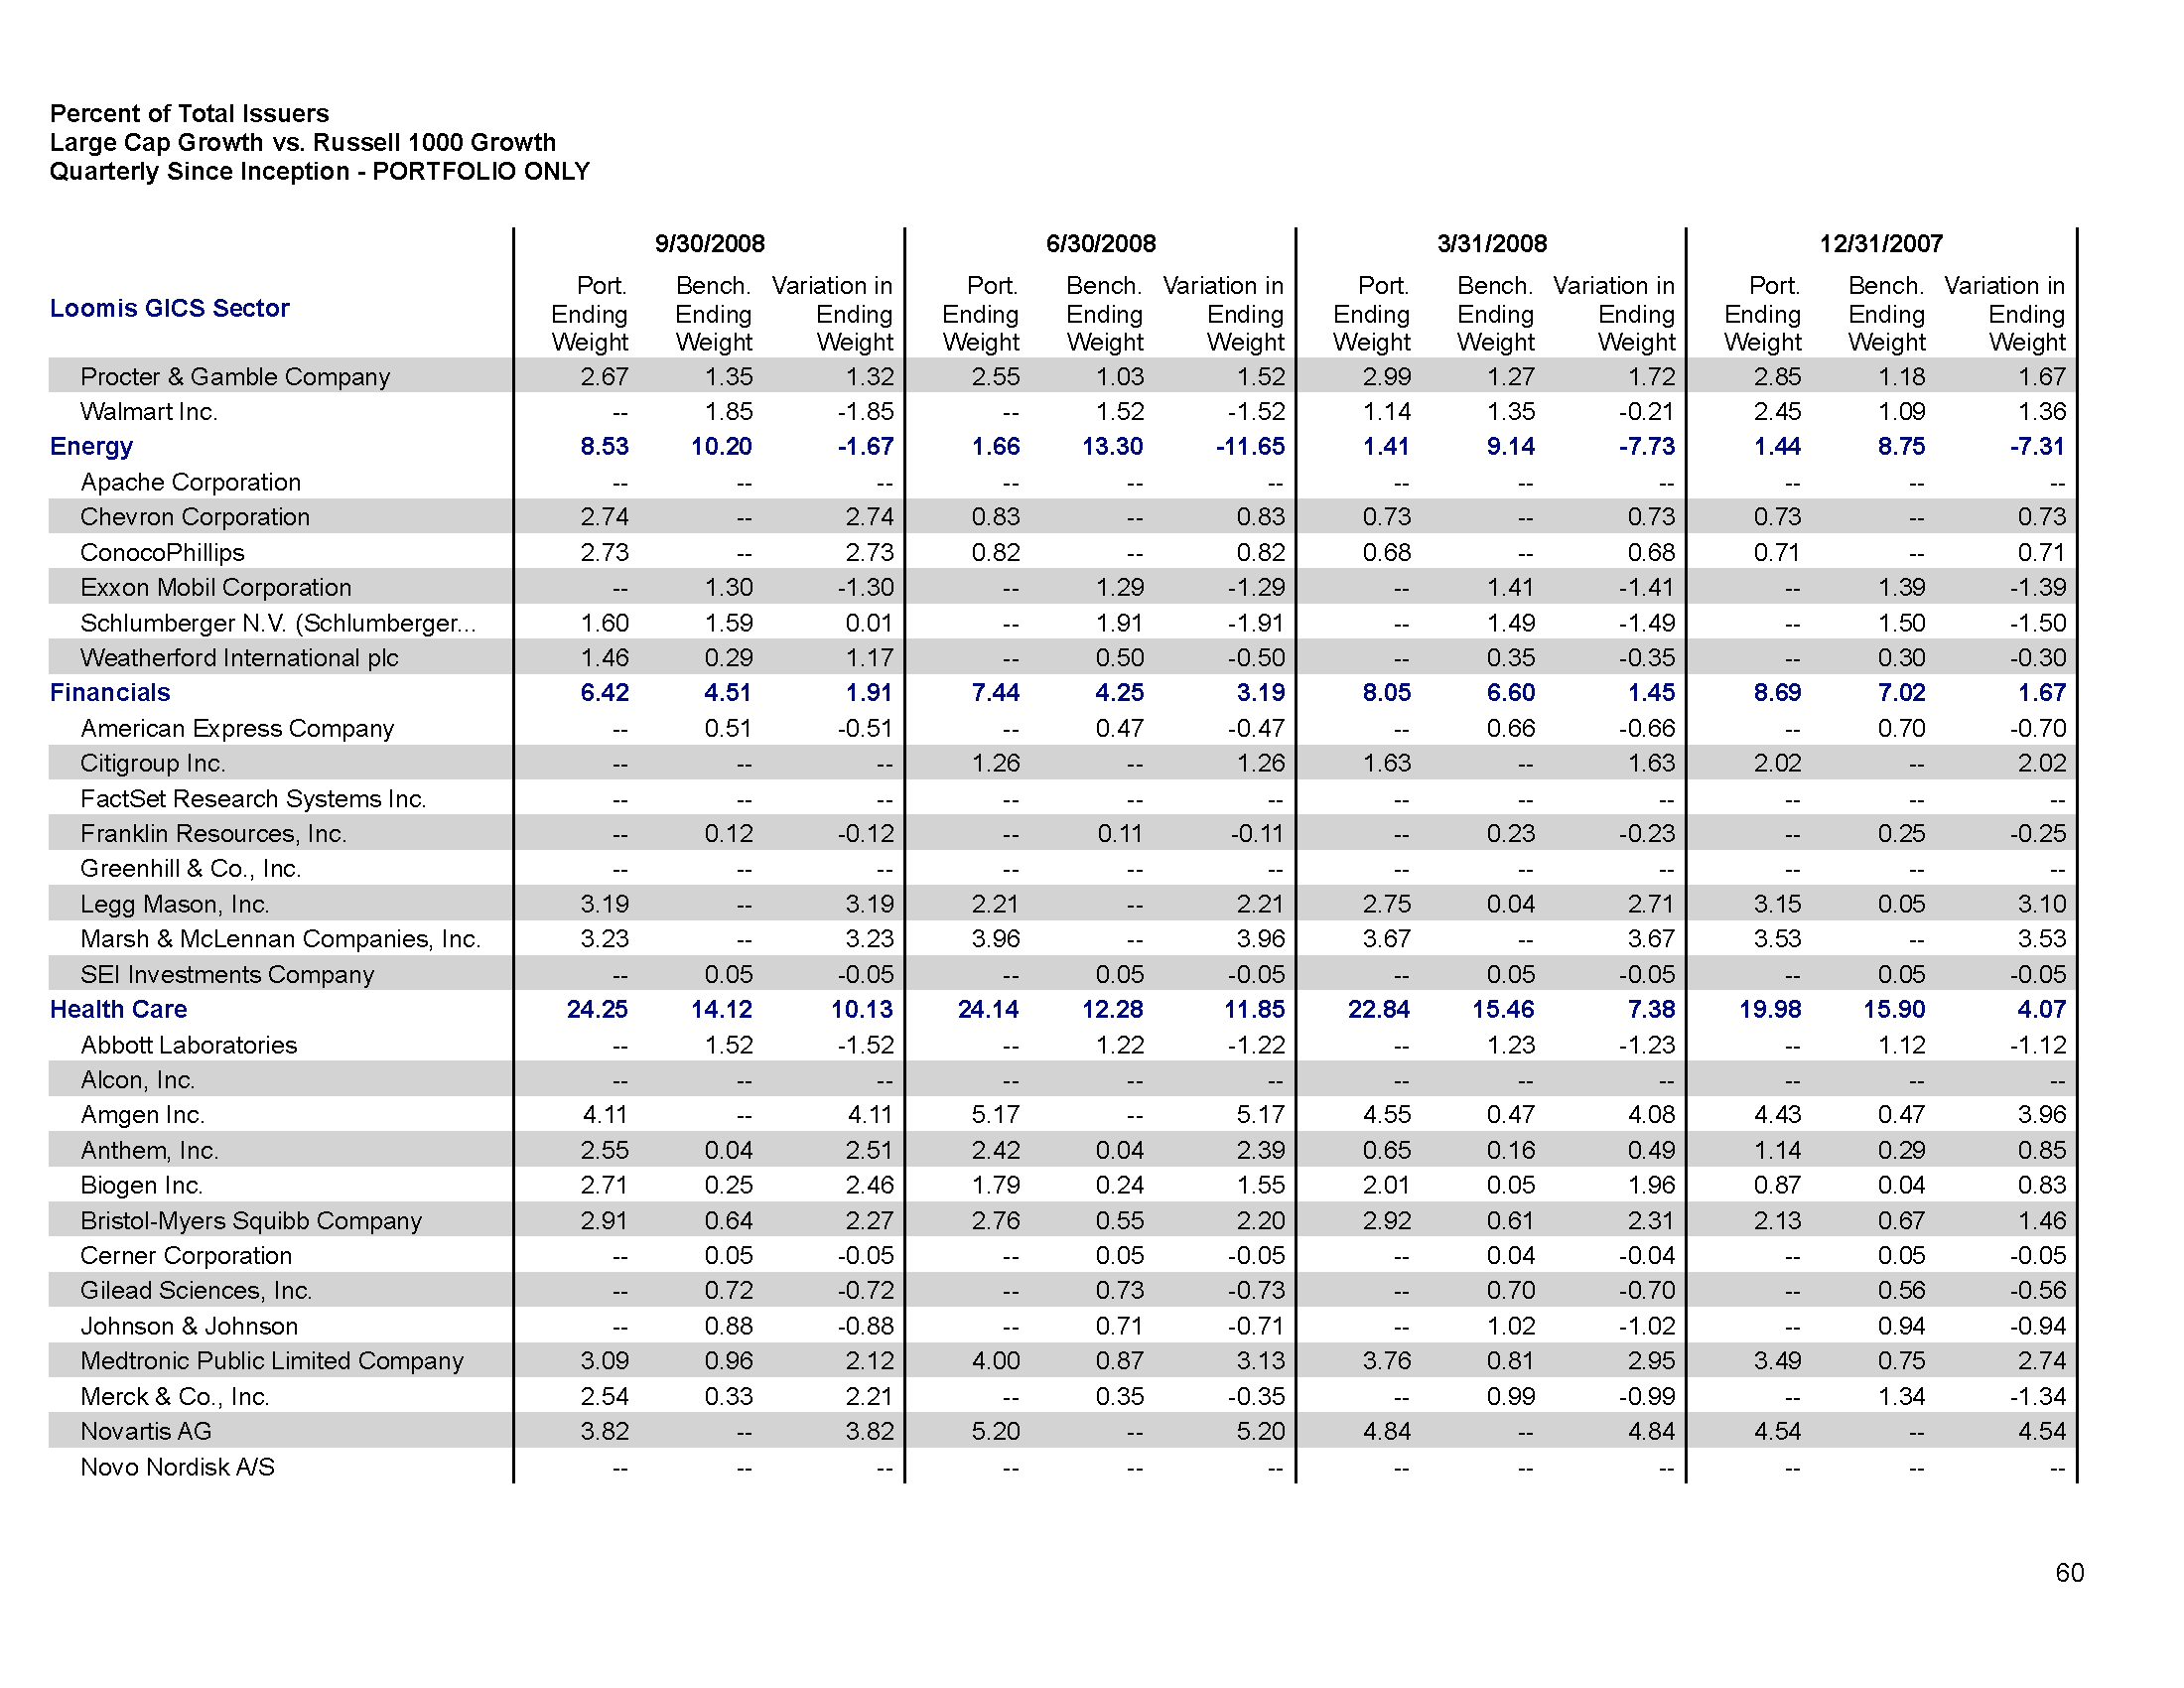 Percent of Total Issuers
Large Cap Growth vs. Russell 1000 Growth
Quarterly Since Inception - PORTFOLIO ONLY
9/30/2008 6/30/2008 3/31/2008 12/31/2007
Loomis GICS Sector Port. Ending Weight Bench. Ending Weight Variation in Ending Weight Port. Ending Weight Bench. Ending Weight Variation in Ending Weight Port. Ending Weight Bench. Ending Weight Variation in Ending Weight Port. Ending Weight Bench. Ending Weight Variation in Ending Weight
Procter & Gamble Company 2.67 1.35 1.32 2.55 1.03 1.52 2.99 1.27 1.72 2.85 1.18 1.67
Walmart Inc. -- 1.85 -1.85 -- 1.52 -1.52 1.14 1.35 -0.21 2.45 1.09 1.36
Energy 8.53 10.20 -1.67 1.66 13.30 -11.65 1.41 9.14 -7.73 1.44 8.75 -7.31
Apache Corporation -- -- -- -- -- -- -- -- -- -- -- --
Chevron Corporation 2.74 -- 2.74 0.83 -- 0.83 0.73 -- 0.73 0.73 -- 0.73
ConocoPhillips 2.73 -- 2.73 0.82 -- 0.82 0.68 -- 0.68 0.71 -- 0.71
Exxon Mobil Corporation -- 1.30 -1.30 -- 1.29 -1.29 -- 1.41 -1.41 -- 1.39 -1.39
Schlumberger N.V. (Schlumberger... 1.60 1.59 0.01 -- 1.91 -1.91 -- 1.49 -1.49 -- 1.50 -1.50
Weatherford International plc 1.46 0.29 1.17 -- 0.50 -0.50 -- 0.35 -0.35 -- 0.30 -0.30
Financials 6.42 4.51 1.91 7.44 4.25 3.19 8.05 6.60 1.45 8.69 7.02 1.67
American Express Company -- 0.51 -0.51 -- 0.47 -0.47 -- 0.66 -0.66 -- 0.70 -0.70
Citigroup Inc. -- -- -- 1.26 -- 1.26 1.63 -- 1.63 2.02 -- 2.02
FactSet Research Systems Inc. -- -- -- -- -- -- -- -- -- -- -- --
Franklin Resources, Inc. -- 0.12 -0.12 -- 0.11 -0.11 -- 0.23 -0.23 -- 0.25 -0.25
Greenhill & Co., Inc. -- -- -- -- -- -- -- -- -- -- -- --
Legg Mason, Inc. 3.19 -- 3.19 2.21 -- 2.21 2.75 0.04 2.71 3.15 0.05 3.10
Marsh & McLennan Companies, Inc. 3.23 -- 3.23 3.96 -- 3.96 3.67 -- 3.67 3.53 -- 3.53
SEI Investments Company -- 0.05 -0.05 -- 0.05 -0.05 -- 0.05 -0.05 -- 0.05 -0.05
Health Care 24.25 14.12 10.13 24.14 12.28 11.85 22.84 15.46 7.38 19.98 15.90 4.07
Abbott Laboratories -- 1.52 -1.52 -- 1.22 -1.22 -- 1.23 -1.23 -- 1.12 -1.12
Alcon, Inc. -- -- -- -- -- -- -- -- -- -- -- --
Amgen Inc. 4.11 -- 4.11 5.17 -- 5.17 4.55 0.47 4.08 4.43 0.47 3.96
Anthem, Inc. 2.55 0.04 2.51 2.42 0.04 2.39 0.65 0.16 0.49 1.14 0.29 0.85
Biogen Inc. 2.71 0.25 2.46 1.79 0.24 1.55 2.01 0.05 1.96 0.87 0.04 0.83
Bristol-Myers Squibb Company 2.91 0.64 2.27 2.76 0.55 2.20 2.92 0.61 2.31 2.13 0.67 1.46
Cerner Corporation -- 0.05 -0.05 -- 0.05 -0.05 -- 0.04 -0.04 -- 0.05 -0.05
Gilead Sciences, Inc. -- 0.72 -0.72 -- 0.73 -0.73 -- 0.70 -0.70 -- 0.56 -0.56
Johnson & Johnson -- 0.88 -0.88 -- 0.71 -0.71 -- 1.02 -1.02 -- 0.94 -0.94
Medtronic Public Limited Company 3.09 0.96 2.12 4.00 0.87 3.13 3.76 0.81 2.95 3.49 0.75 2.74
Merck & Co., Inc. 2.54 0.33 2.21 -- 0.35 -0.35 -- 0.99 -0.99 -- 1.34 -1.34
Novartis AG 3.82 -- 3.82 5.20 -- 5.20 4.84 -- 4.84 4.54 -- 4.54
Novo Nordisk A/S -- -- -- -- -- -- -- -- -- -- -- --
60